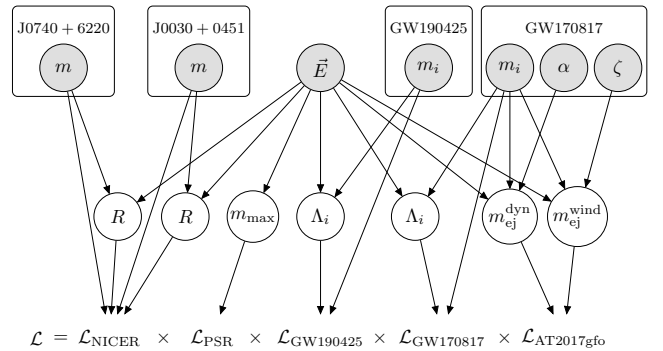 J0740 + 6220 J0030 + 0451 GW190425 GW170817
m m \vec{E} m_i m_i α ζ
R R m_max Λ_i Λ_i m_ej^dyn m_ej^wind
ℒ = ℒ_NICER × ℒ_PSR × ℒ_GW190425 × ℒ_GW170817 × ℒ_AT2017gfo